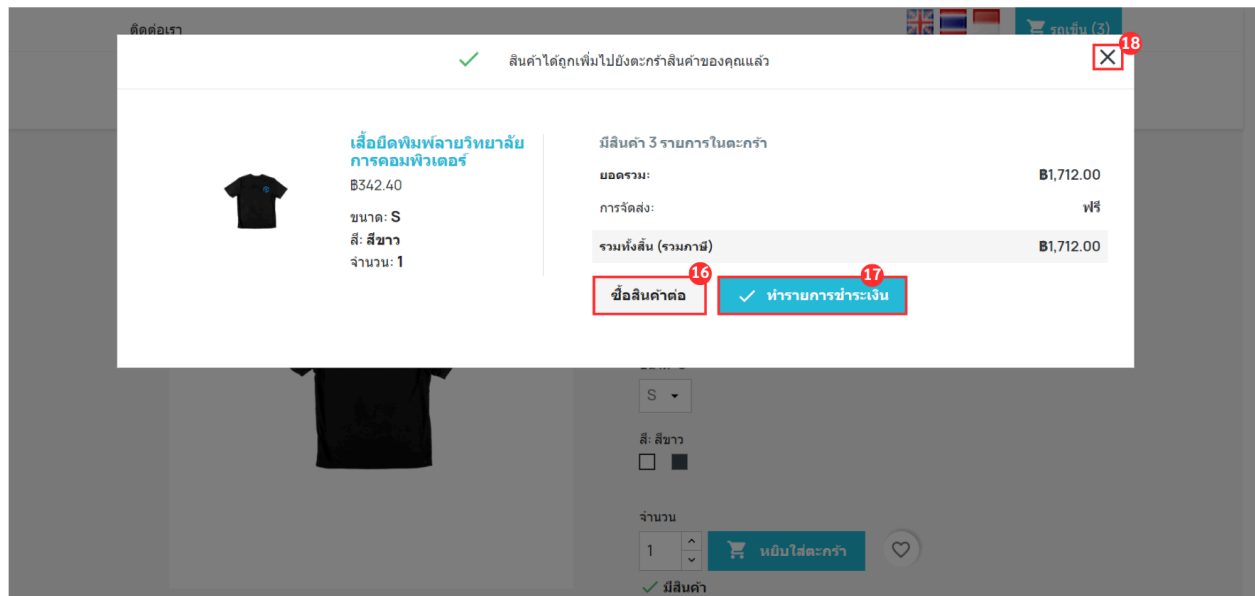 ติดต่อเรา
รถเข็น (3)
18
สินค้าได้ถูกเพิ่มไปยังตะกร้าสินค้าของคุณแล้ว
เสื้อยืดพิมพ์ลายวิทยาลัย
การคอมพิวเตอร์
฿342.40
ขนาด: S
สี: สีขาว
จำนวน: 1
มีสินค้า 3 รายการในตะกร้า
ยอดรวม: ฿1,712.00
การจัดส่ง: ฟรี
รวมทั้งสิ้น (รวมภาษี) ฿1,712.00
16
17
ซื้อสินค้าต่อ
ทำรายการชำระเงิน
S
สี: สีขาว
จำนวน
1
หยิบใส่ตะกร้า
มีสินค้า